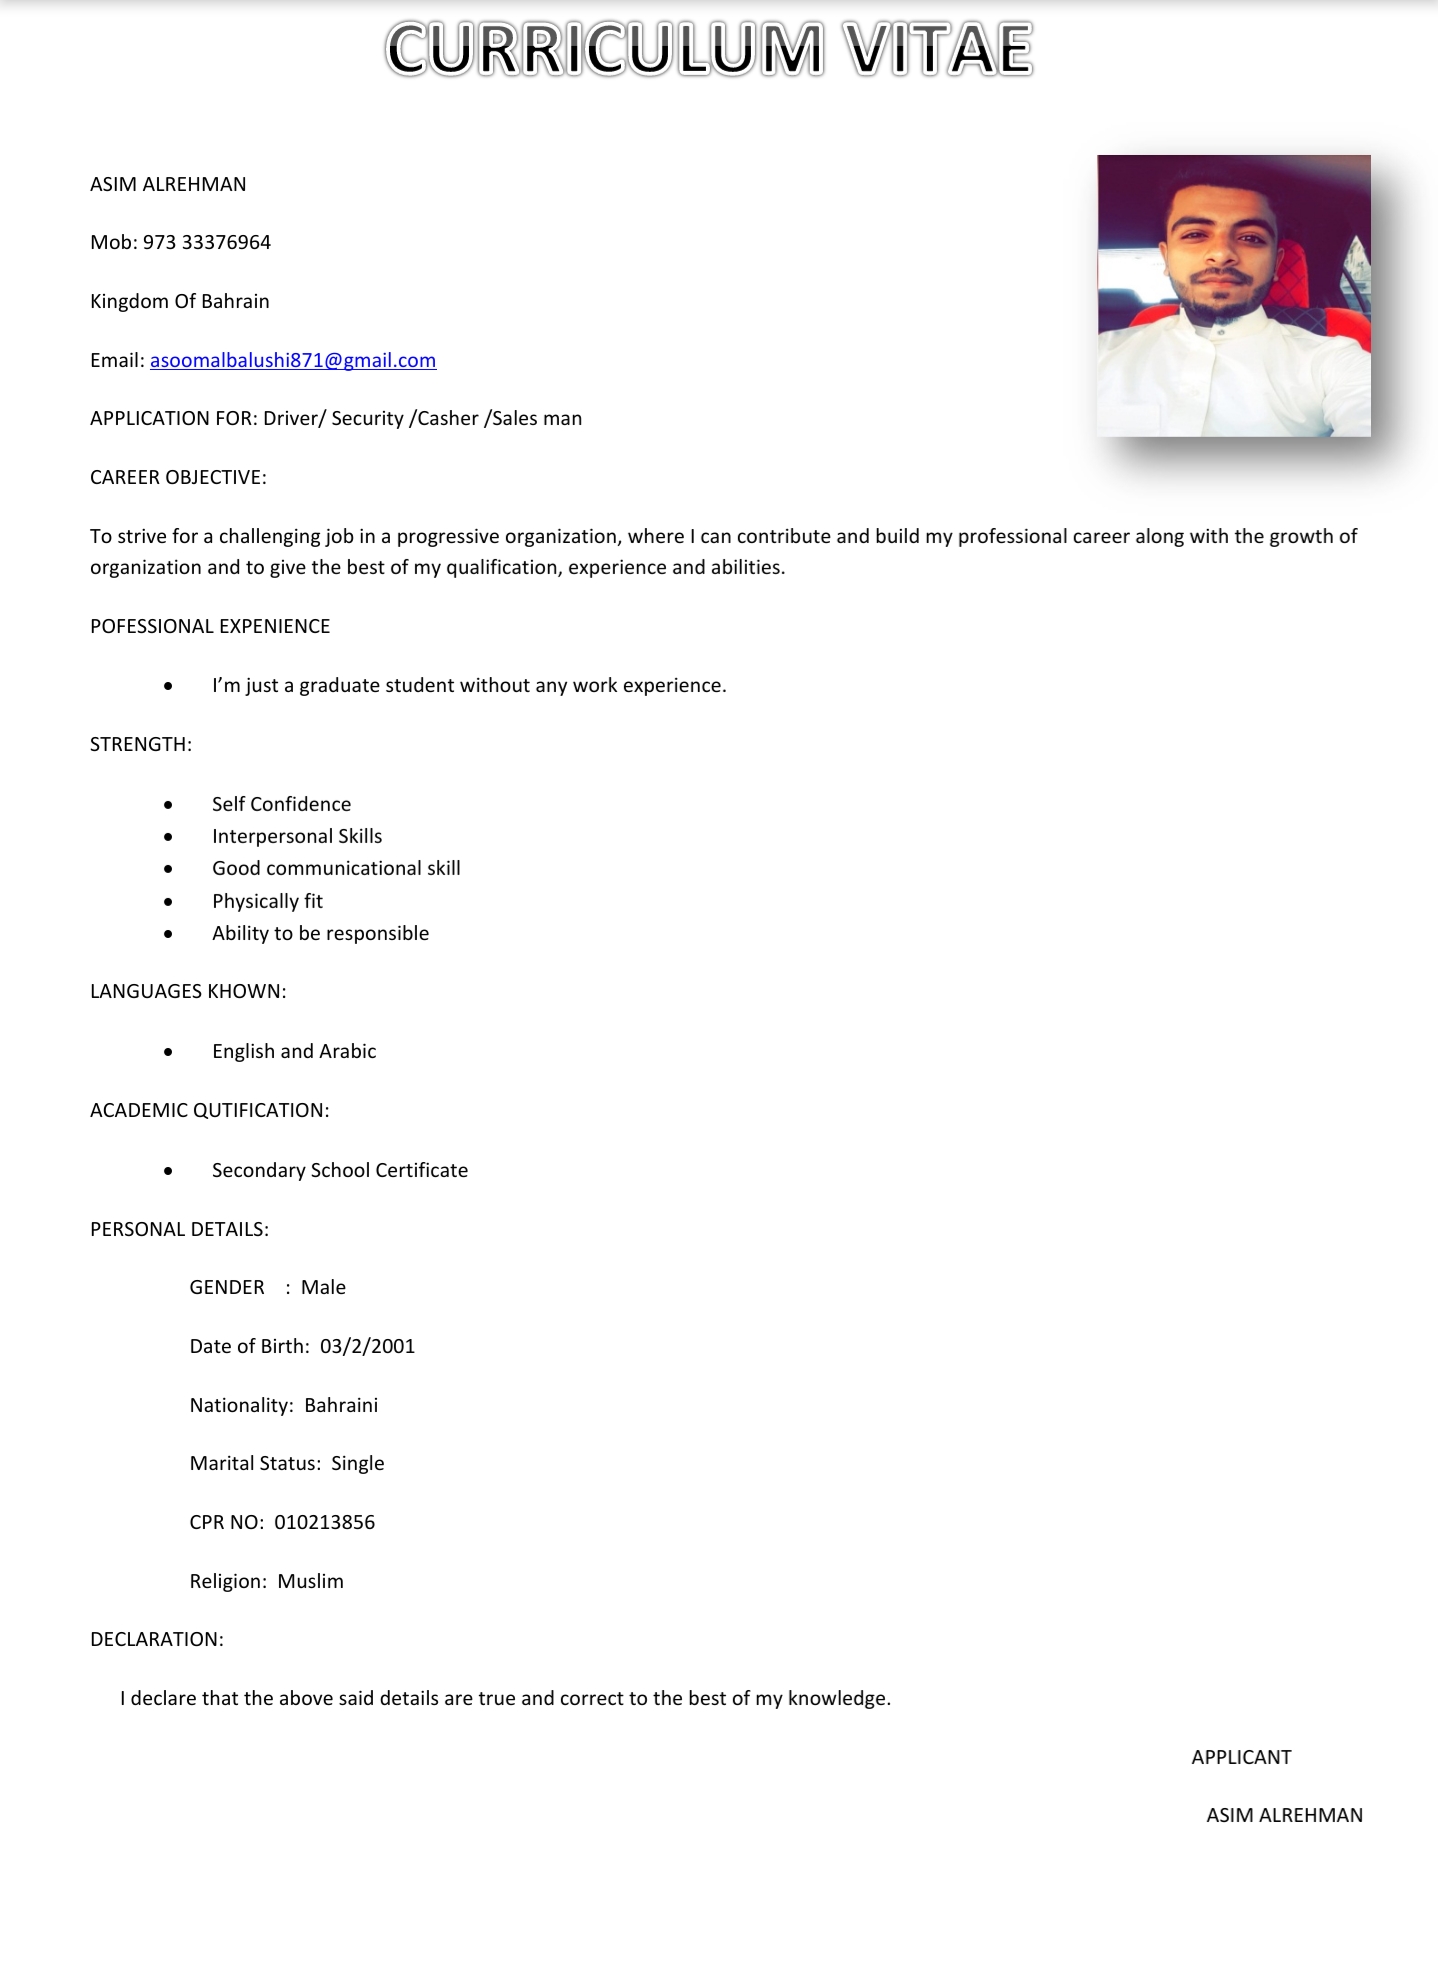 CURRICULUM VITAE
ASIM ALREHMAN
Mob: 973 33376964
Kingdom Of Bahrain
Email: asoomalbalushi871@gmail.com
APPLICATION FOR: Driver/ Security /Casher /Sales man
CAREER OBJECTIVE:
To strive for a challenging job in a progressive organization, where I can contribute and build my professional career along with the growth of
organization and to give the best of my qualification, experience and abilities.
POFESSIONAL EXPENIENCE
• I’m just a graduate student without any work experience.
STRENGTH:
• Self Confidence
• Interpersonal Skills
• Good communicational skill
• Physically fit
• Ability to be responsible
LANGUAGES KHOWN:
• English and Arabic
ACADEMIC QUTIFICATION:
• Secondary School Certificate
PERSONAL DETAILS:
GENDER : Male
Date of Birth: 03/2/2001
Nationality: Bahraini
Marital Status: Single
CPR NO: 010213856
Religion: Muslim
DECLARATION:
I declare that the above said details are true and correct to the best of my knowledge.
APPLICANT
ASIM ALREHMAN